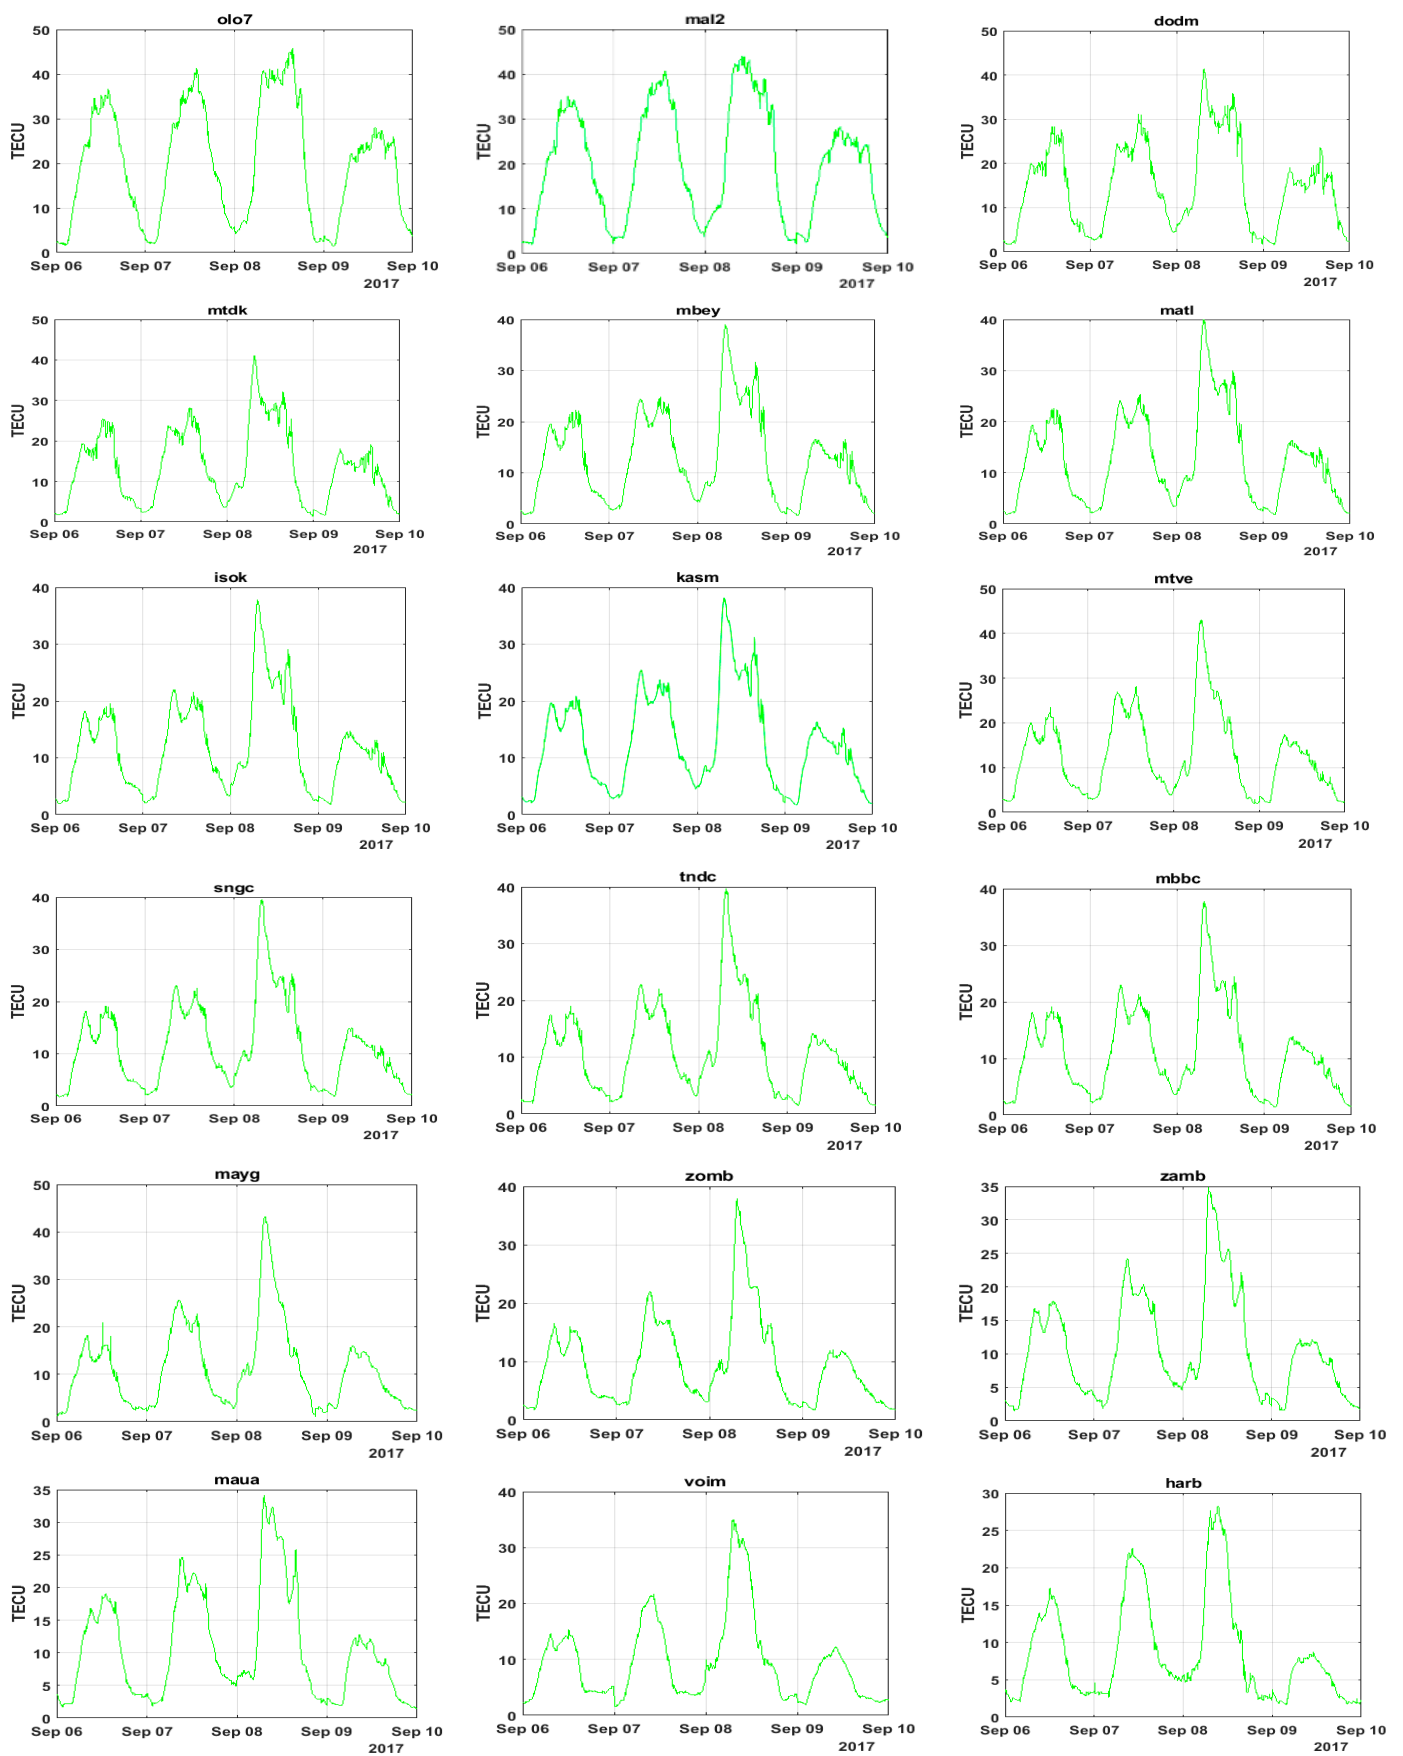 olo7 mal2 dodm
50 50 50
40 40 40
30 30 30
20 20 20
10 10 10
0 0 0
TECU TECU TECU
Sep 06 Sep 07 Sep 08 Sep 09 Sep 10 Sep 06 Sep 07 Sep 08 Sep 09 Sep 10 Sep 06 Sep 07 Sep 08 Sep 09 Sep 10
2017 2017 2017
mtdk mbey matl
50 40 40
40 30 30
30 20 20
20 10 10
10 0 0
0
TECU TECU TECU
Sep 06 Sep 07 Sep 08 Sep 09 Sep 10 Sep 06 Sep 07 Sep 08 Sep 09 Sep 10 Sep 06 Sep 07 Sep 08 Sep 09 Sep 10
2017 2017 2017
isok kasm mtve
40 40 50
30 30 40
20 20 30
10 10 20
0 0 10
0
TECU TECU TECU
Sep 06 Sep 07 Sep 08 Sep 09 Sep 10 Sep 06 Sep 07 Sep 08 Sep 09 Sep 10 Sep 06 Sep 07 Sep 08 Sep 09 Sep 10
2017 2017 2017
sngc tndc mbbc
40 40 40
30 30 30
20 20 20
10 10 10
0 0 0
TECU TECU TECU
Sep 06 Sep 07 Sep 08 Sep 09 Sep 10 Sep 06 Sep 07 Sep 08 Sep 09 Sep 10 Sep 06 Sep 07 Sep 08 Sep 09 Sep 10
2017 2017 2017
mayg zomb zamb
50 40 35
40 30 30
30 20 25
20 10 20
10 0 15
0 10
5
0
TECU TECU TECU
Sep 06 Sep 07 Sep 08 Sep 09 Sep 10 Sep 06 Sep 07 Sep 08 Sep 09 Sep 10 Sep 06 Sep 07 Sep 08 Sep 09 Sep 10
2017 2017 2017
maua voim harb
35 40 30
30 30 25
25 20 20
20 10 15
15 0 10
10 5
5 0
0
TECU TECU TECU
Sep 06 Sep 07 Sep 08 Sep 09 Sep 10 Sep 06 Sep 07 Sep 08 Sep 09 Sep 10 Sep 06 Sep 07 Sep 08 Sep 09 Sep 10
2017 2017 2017